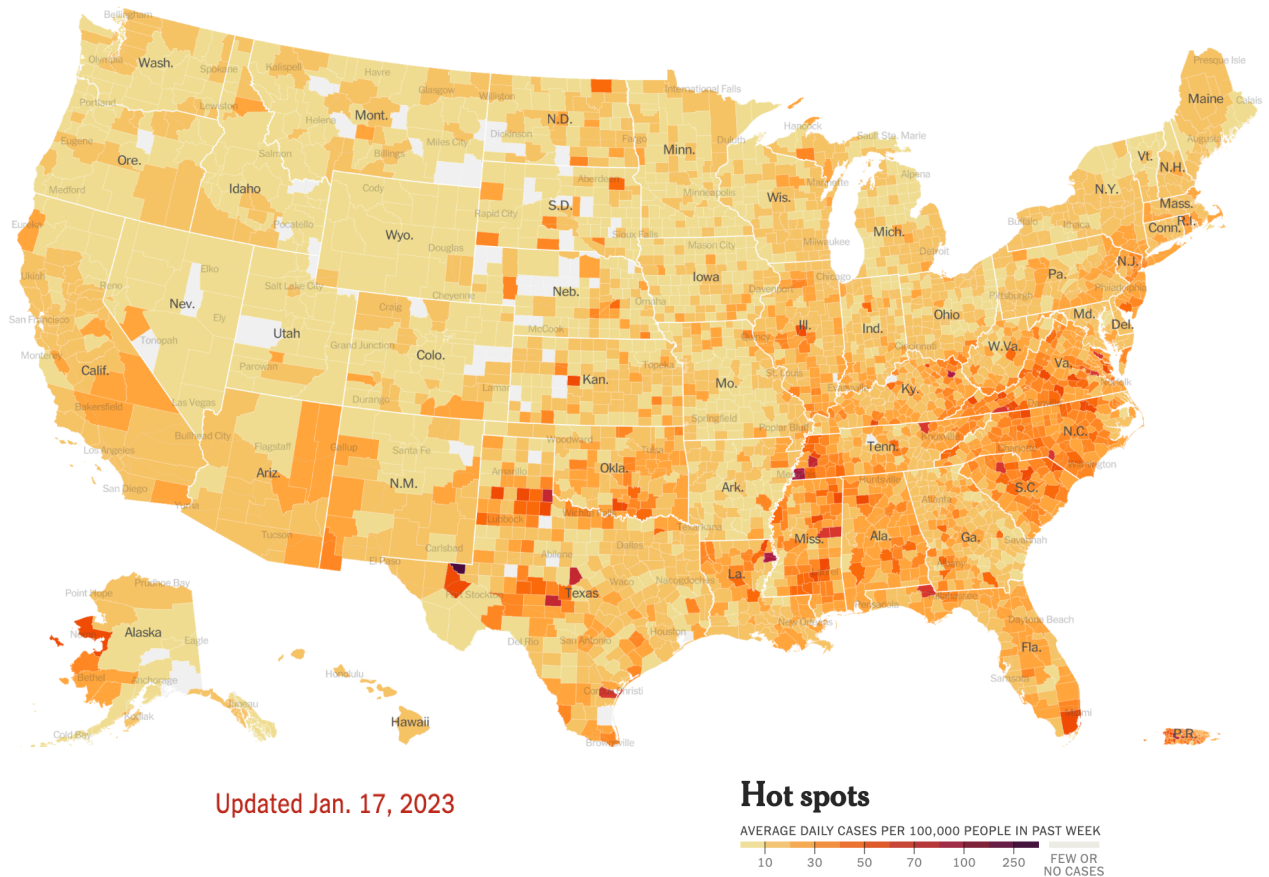 Bellingham
Olympia
Wash.
Spokane
Kalispell
Havre
Glasgow
Williston
International Falls
Presque Isle
Portland
Lewiston
Helena
Mont.
N.D.
Maine
Calais
Eugene
Ore.
Salmon
Billings
Miles City
Dickinson
Fargo
Minn.
Duluth
Hancock
Sault Ste. Marie
Augusta
Medford
Idaho
Cody
Aberdeen
Minneapolis
Wis.
Marinette
Alpena
Vt.
N.H.
N.Y.
Eureka
Pocatello
Wyo.
Rapid City
S.D.
Sioux Falls
Mich.
Mass.
Conn.
R.I.
Buffalo
Ithaca
Douglas
Mason City
Milwaukee
Detroit
Ukiah
Reno
Elko
Salt Lake City
Cheyenne
Neb.
Iowa
Omaha
Davenport
Chicago
Pa.
N.J.
Philadelphia
Pittsburgh
Nev.
Ely
Craig
San Francisco
Utah
McCook
Quincy
Ill.
Ind.
Ohio
Md.
Del.
Monterey
Tonopah
Grand Junction
Colo.
Cincinnati
W.Va.
Calif.
Parowan
Lamar
Kan.
Topeka
Mo.
St. Louis
Evansville
Ky.
Va.
Norfolk
Bakersfield
Las Vegas
Durango
Springfield
Poplar Bluff
Bullhead City
Flagstaff
Gallup
Santa Fe
Woodward
Tulsa
Tenn.
Knoxville
Charlotte
N.C.
Wilmington
Los Angeles
Ariz.
N.M.
Amarillo
Okla.
Ark.
Huntsville
S.C.
San Diego
Yuma
Lubbock
Wichita Falls
Texarkana
Atlanta
Tucson
El Paso
Carlsbad
Abilene
Dallas
Miss.
Ala.
Ga.
Savannah
Prudhoe Bay
Point Hope
Fort Stockton
Waco
Texas
Nacogdoches
La.
Laurel
Albany
Tallahassee
Pensacola
Alaska
Eagle
Del Rio
San Antonio
Houston
New Orleans
Daytona Beach
Fla.
Bethel
Anchorage
Honolulu
Corpus Christi
Sarasota
Kodiak
Juneau
Hawaii
Miami
Cold Bay
Brownsville
P.R.
Updated Jan. 17, 2023
Hot spots
AVERAGE DAILY CASES PER 100,000 PEOPLE IN PAST WEEK
10 30 50 70 100 250
FEW OR
NO CASES